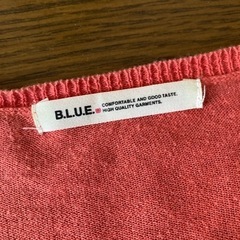 B.L.U.E.
COMFORTABLE AND GOOD TASTE.
HIGH QUALITY GARMENTS.